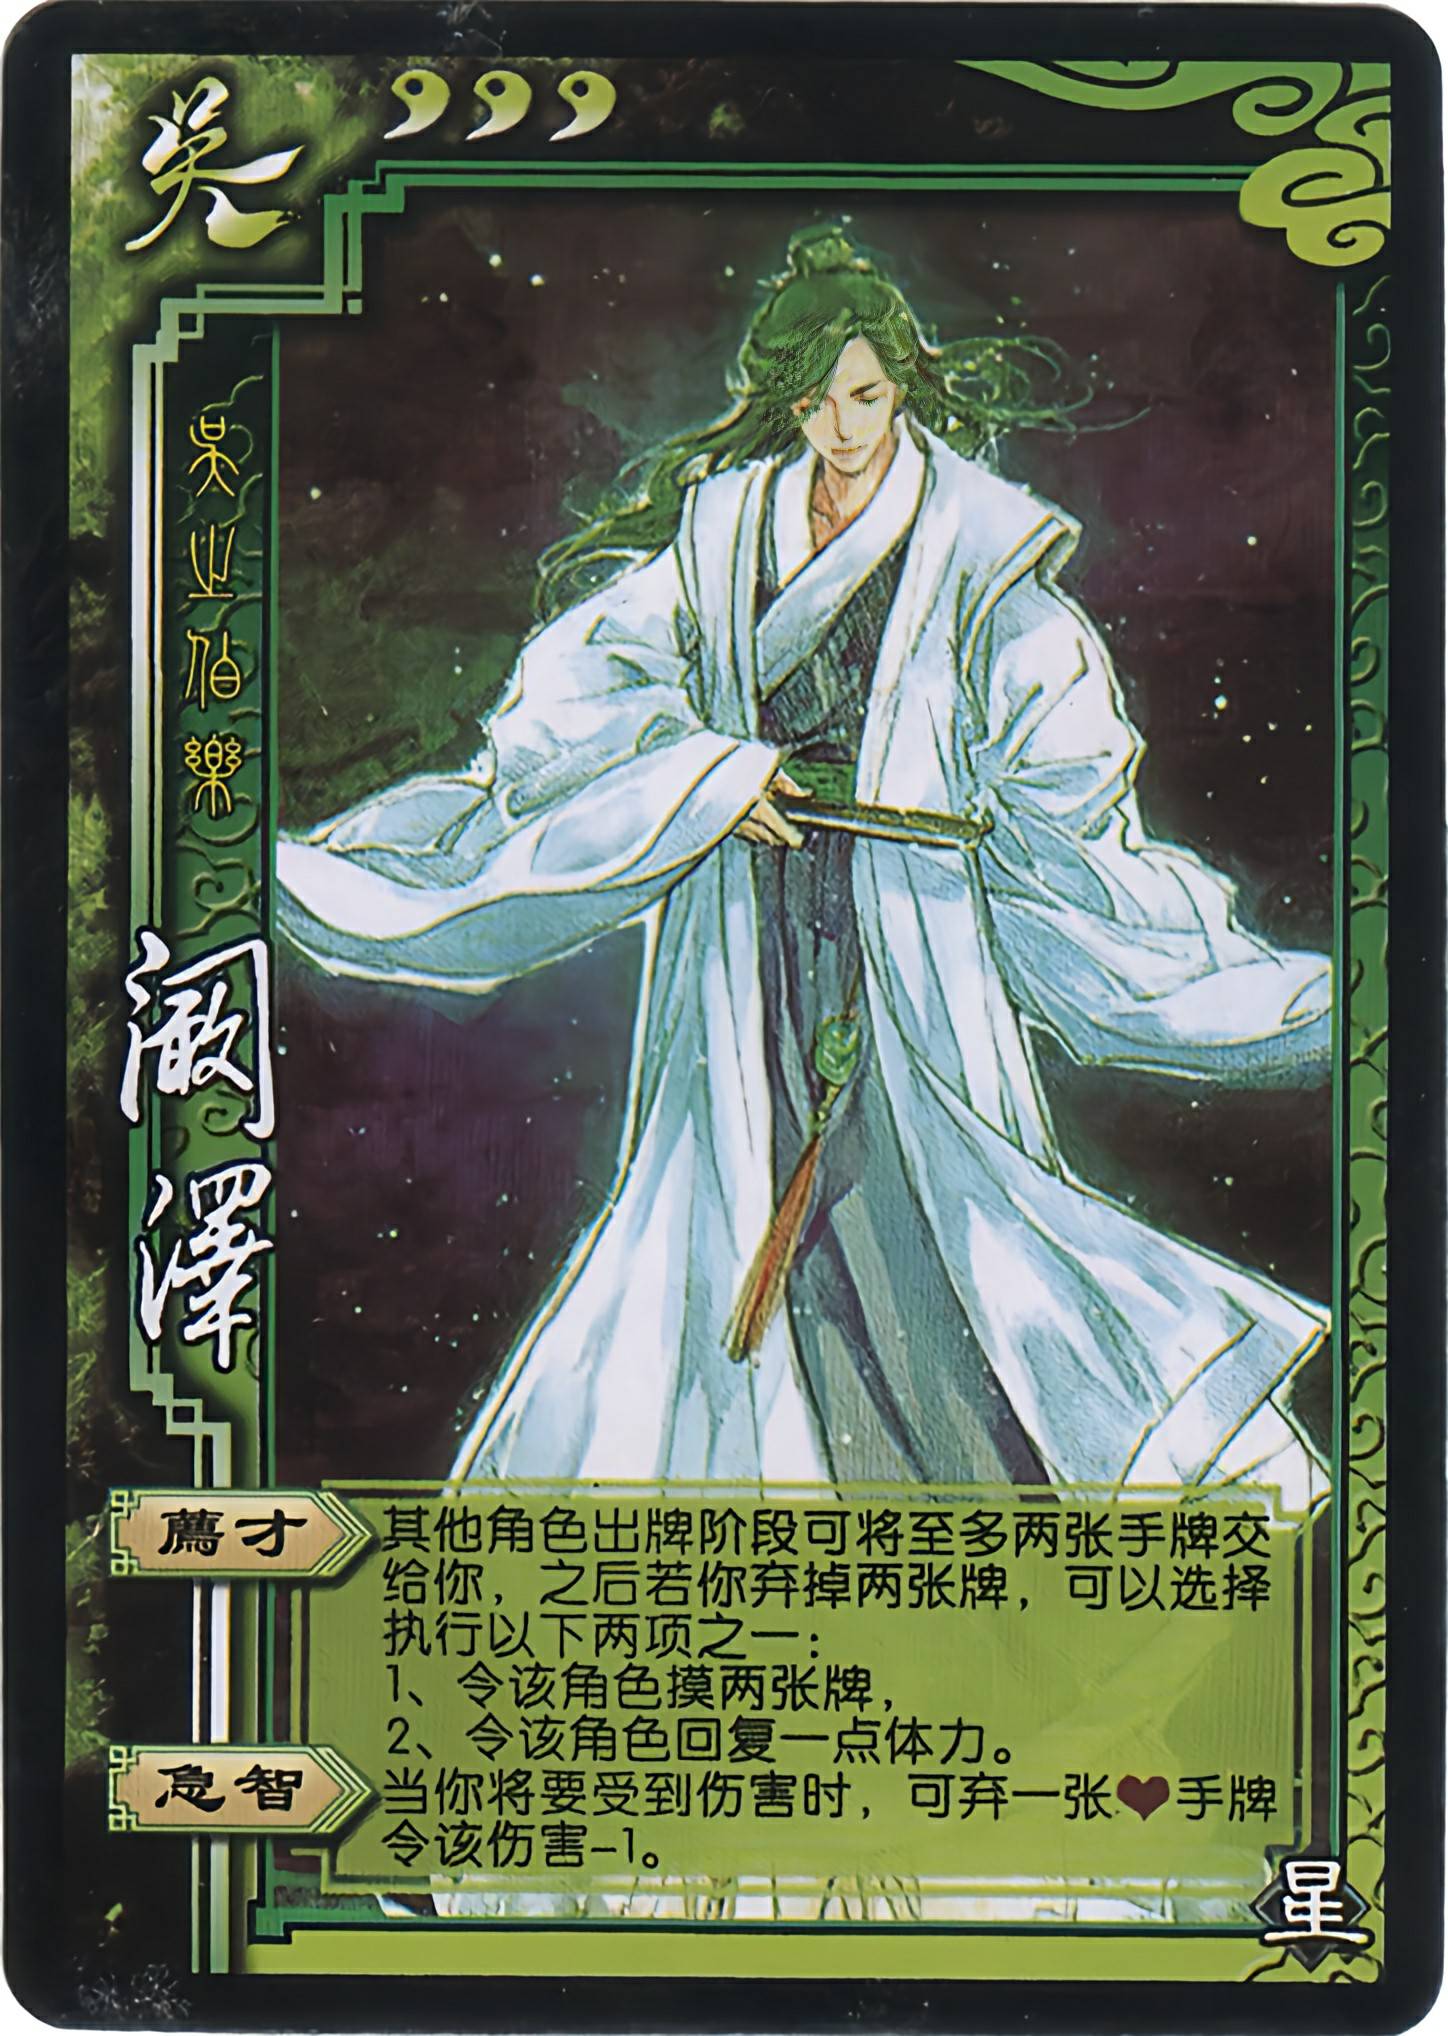 吴
吴之伯樂
阚澤
薦才
其他角色出牌阶段可将至多两张手牌交
给你，之后若你弃掉两张牌，可以选择
执行以下两项之一：
1、令该角色摸两张牌，
2、令该角色回复一点体力。
急智
当你将要受到伤害时，可弃一张❤手牌
令该伤害-1。
星